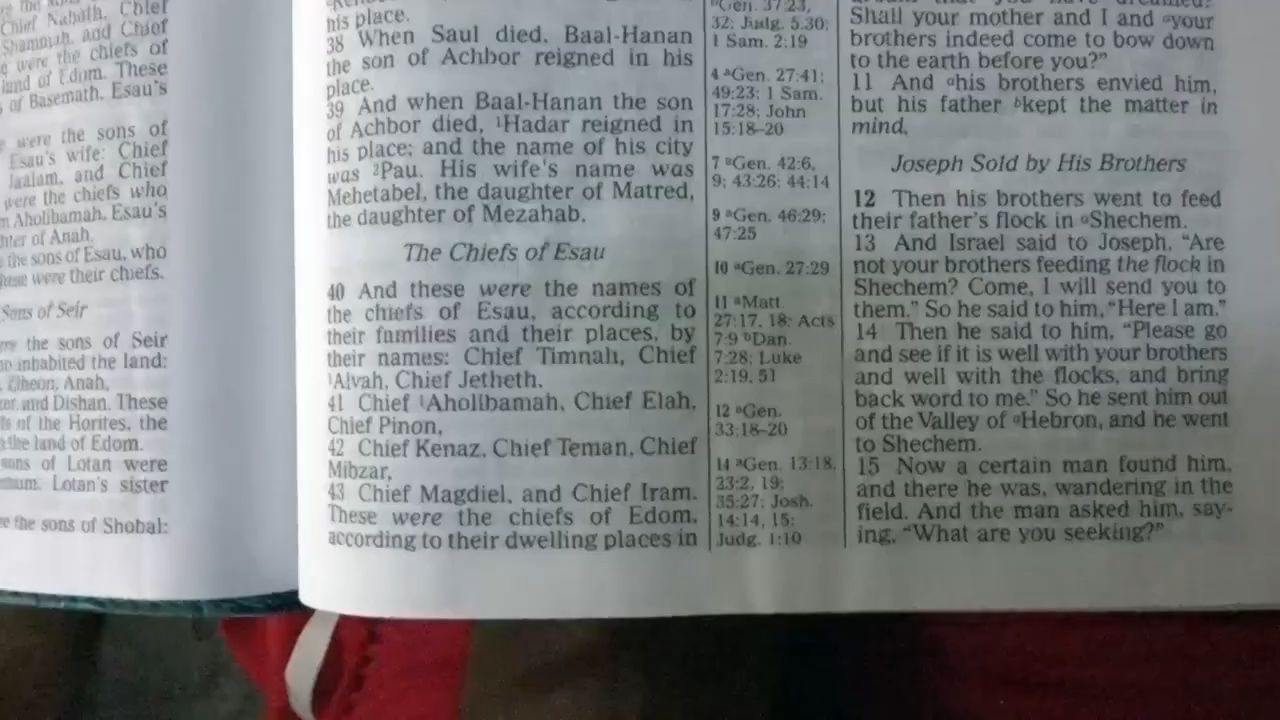 Chief Nahath, Chief
Shammah, and Chief
were the chiefs of
land of Edom. These
of Basemath, Esau's
were the sons of
Esau's wife: Chief
Jaalam, and Chief
were the chiefs who
Aholibamah, Esau's
of Anah.
the sons of Esau, who
these were their chiefs.
Sons of Seir
the sons of Seir
inhabited the land:
Zibeon, Anah,
and Dishan. These
of the Horites, the
the land of Edom.
sons of Lotan were
Lotan's sister
the sons of Shobal:
his place.
38 When Saul died, Baal-Hanan
the son of Achbor reigned in his
place.
39 And when Baal-Hanan the son
of Achbor died, ¹Hadar reigned in
his place; and the name of his city
was ²Pau. His wife's name was
Mehetabel, the daughter of Matred,
the daughter of Mezahab.
The Chiefs of Esau
40 And these were the names of
the chiefs of Esau, according to
their families and their places, by
their names: Chief Timnah, Chief
¹Alvah, Chief Jetheth,
41 Chief ¹Aholibamah, Chief Elah,
Chief Pinon,
42 Chief Kenaz, Chief Teman, Chief
Mibzar,
43 Chief Magdiel, and Chief Iram.
These were the chiefs of Edom,
according to their dwelling places in
Gen. 37:23,
32; Judg. 5:30;
1 Sam. 2:19
4 ᵃGen. 27:41;
49:23; 1 Sam.
17:28; John
15:18–20
7 ᵃGen. 42:6,
9; 43:26; 44:14
9 ᵃGen. 46:29;
47:25
10 ᵃGen. 27:29
11 ᵃMatt.
27:17, 18; Acts
7:9 ᵇDan.
7:28; Luke
2:19, 51
12 ᵃGen.
33:18–20
14 ᵃGen. 13:18;
23:2, 19;
35:27; Josh.
14:14, 15;
Judg. 1:10
that you have dreamed?
Shall your mother and I and ᵃyour
brothers indeed come to bow down
to the earth before you?"
11 And ᵃhis brothers envied him,
but his father ᵇkept the matter in
mind.
Joseph Sold by His Brothers
12 Then his brothers went to feed
their father's flock in ᵃShechem.
13 And Israel said to Joseph, "Are
not your brothers feeding the flock in
Shechem? Come, I will send you to
them." So he said to him, "Here I am."
14 Then he said to him, "Please go
and see if it is well with your brothers
and well with the flocks, and bring
back word to me." So he sent him out
of the Valley of ᵃHebron, and he went
to Shechem.
15 Now a certain man found him,
and there he was, wandering in the
field. And the man asked him, say-
ing, "What are you seeking?"